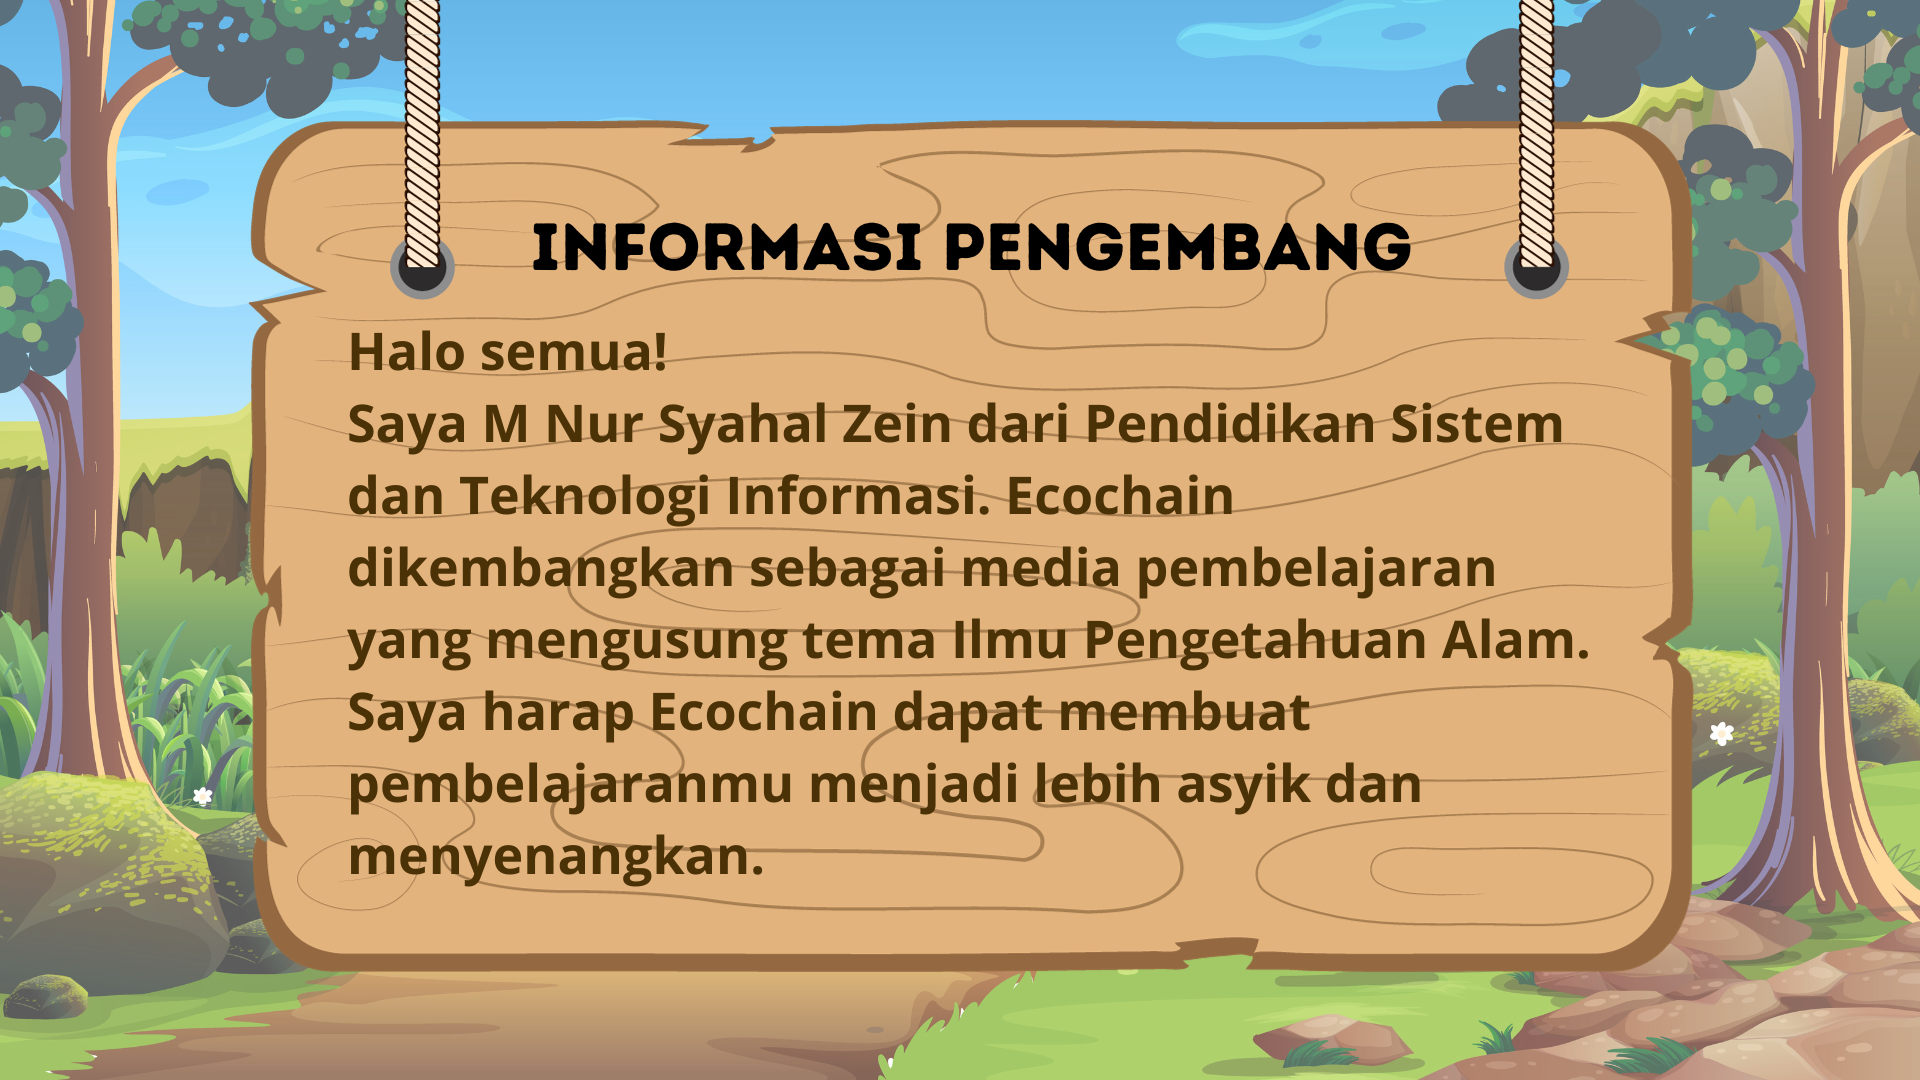 INFORMASI PENGEMBANG
Halo semua!
Saya M Nur Syahal Zein dari Pendidikan Sistem
dan Teknologi Informasi. Ecochain
dikembangkan sebagai media pembelajaran
yang mengusung tema Ilmu Pengetahuan Alam.
Saya harap Ecochain dapat membuat
pembelajaranmu menjadi lebih asyik dan
menyenangkan.